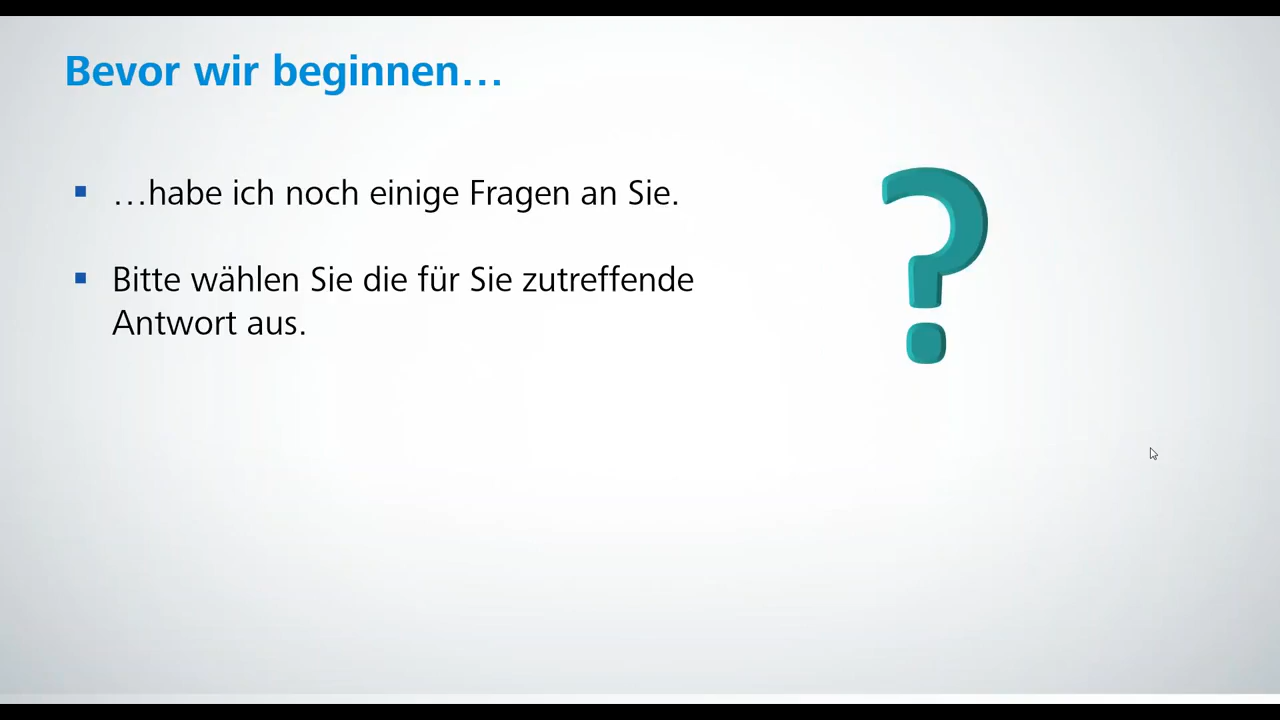 Bevor wir beginnen…
…habe ich noch einige Fragen an Sie.
Bitte wählen Sie die für Sie zutreffende
Antwort aus.
?